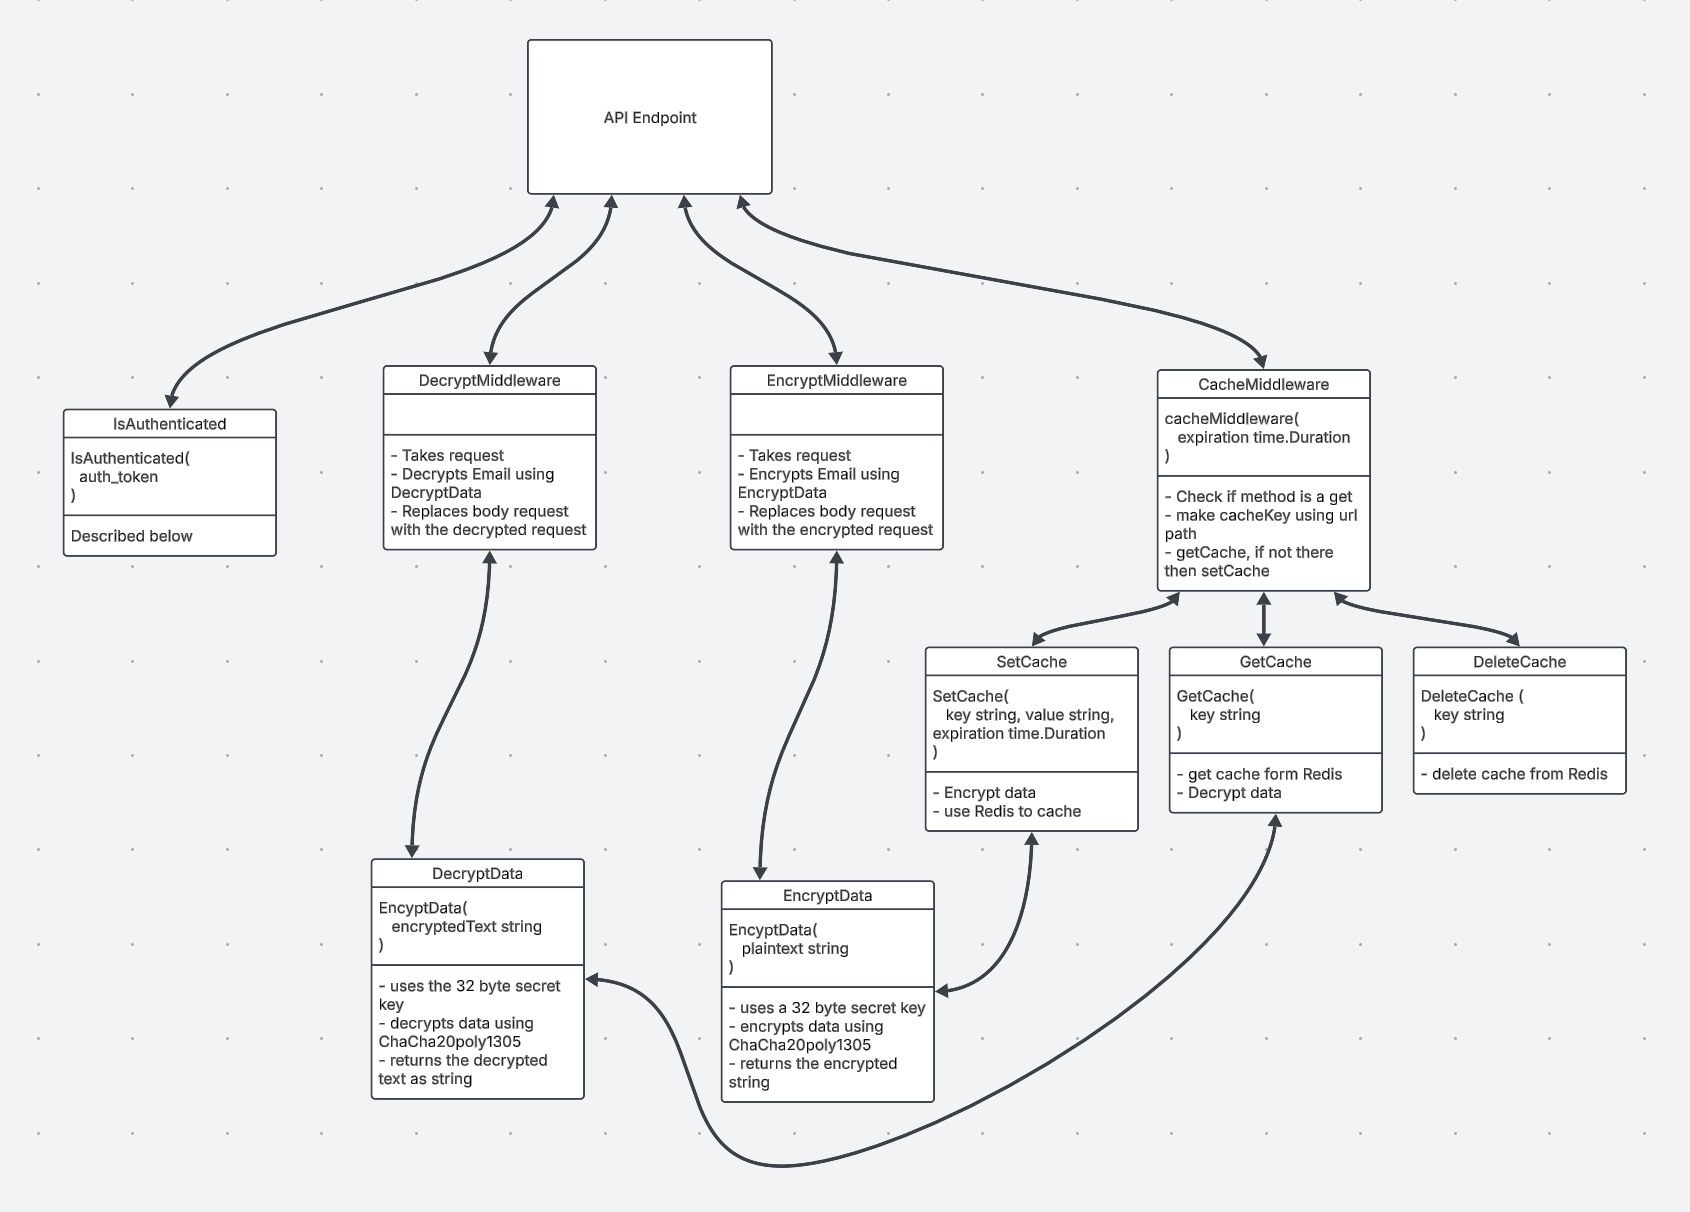 API Endpoint
IsAuthenticated
IsAuthenticated(
auth_token
)
Described below
DecryptMiddleware
- Takes request
- Decrypts Email using
DecryptData
- Replaces body request
with the decrypted request
EncryptMiddleware
- Takes request
- Encrypts Email using
EncryptData
- Replaces body request
with the encrypted request
CacheMiddleware
cacheMiddleware(
expiration time.Duration
)
- Check if method is a get
- make cacheKey using url
path
- getCache, if not there
then setCache
SetCache
SetCache(
key string, value string,
expiration time.Duration
)
- Encrypt data
- use Redis to cache
GetCache
GetCache(
key string
)
- get cache form Redis
- Decrypt data
DeleteCache
DeleteCache (
key string
)
- delete cache from Redis
DecryptData
EncyptData(
encryptedText string
)
- uses the 32 byte secret
key
- decrypts data using
ChaCha20poly1305
- returns the decrypted
text as string
EncryptData
EncyptData(
plaintext string
)
- uses a 32 byte secret key
- encrypts data using
ChaCha20poly1305
- returns the encrypted
string